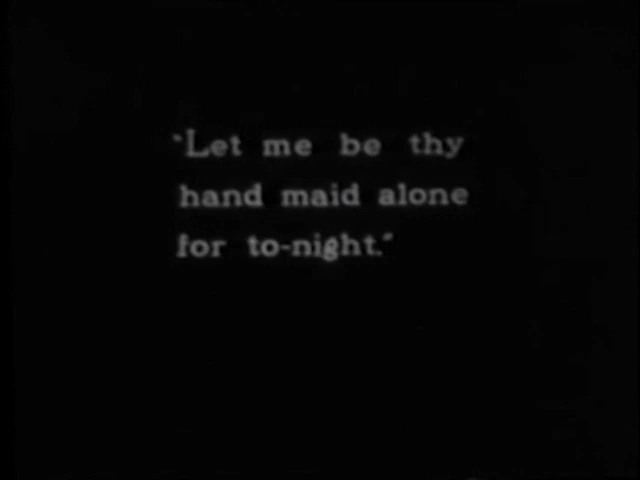 "Let me be thy
hand maid alone
for to-night."